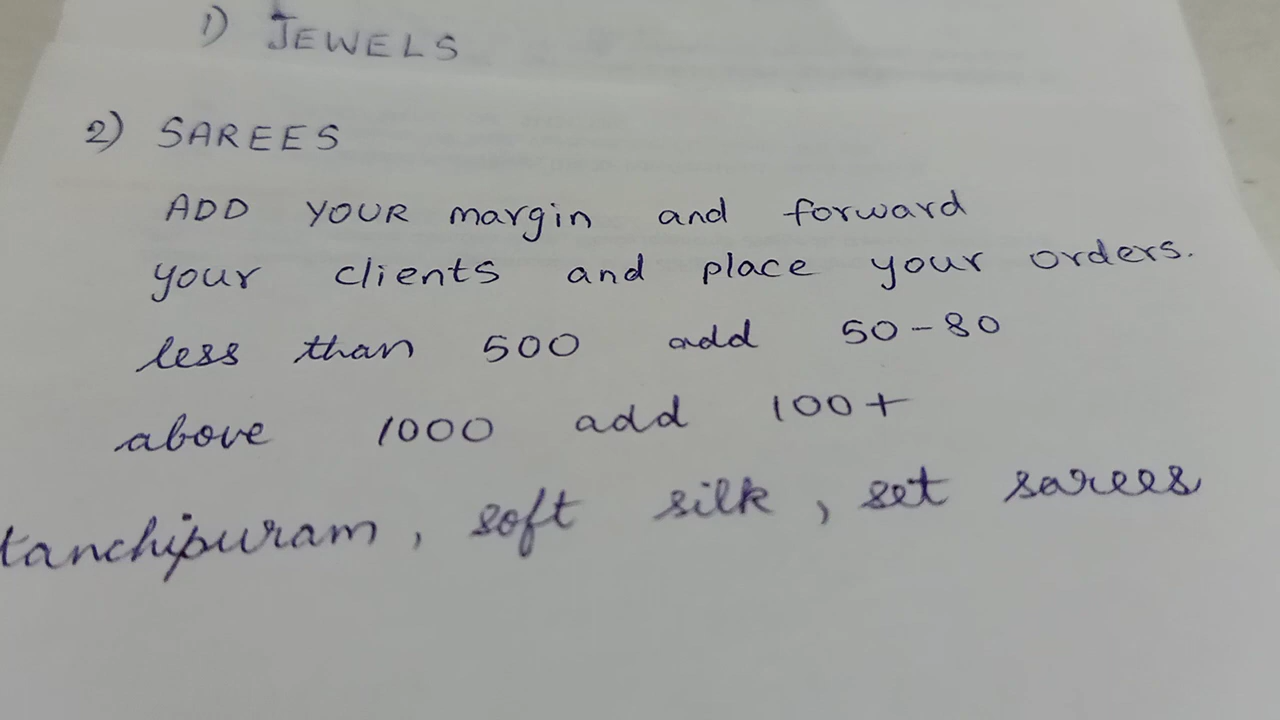 1) JEWELS
2) SAREES
ADD YOUR margin and forward
your clients and place your orders.
less than 500 add 50-80
above 1000 add 100+
tanchipuram, soft silk, set sarees